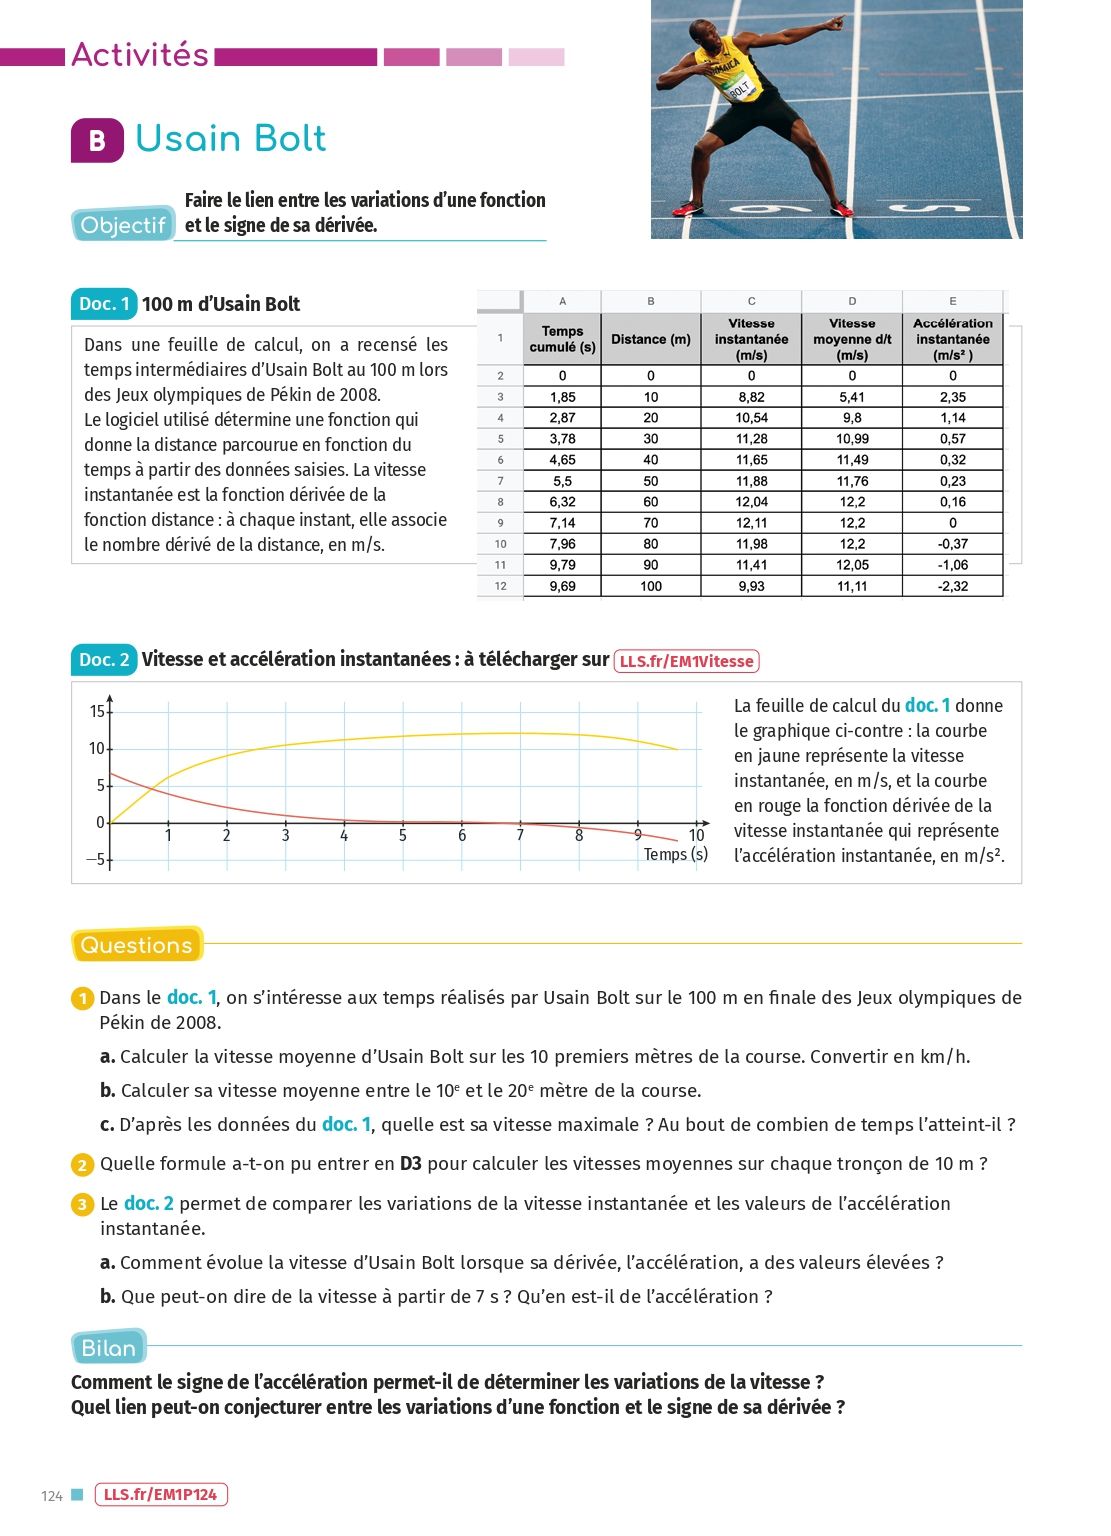 Activités
JAMAICA
BOLT
B Usain Bolt
Objectif
Faire le lien entre les variations d’une fonction
et le signe de sa dérivée.
Doc. 1 100 m d’Usain Bolt
Dans une feuille de calcul, on a recensé les
temps intermédiaires d’Usain Bolt au 100 m lors
des Jeux olympiques de Pékin de 2008.
Le logiciel utilisé détermine une fonction qui
donne la distance parcourue en fonction du
temps à partir des données saisies. La vitesse
instantanée est la fonction dérivée de la
fonction distance : à chaque instant, elle associe
le nombre dérivé de la distance, en m/s.
A B C D E
1 Temps cumulé (s) Distance (m) Vitesse instantanée (m/s) Vitesse moyenne d/t (m/s) Accélération instantanée (m/s² )
2 0 0 0 0 0
3 1,85 10 8,82 5,41 2,35
4 2,87 20 10,54 9,8 1,14
5 3,78 30 11,28 10,99 0,57
6 4,65 40 11,65 11,49 0,32
7 5,5 50 11,88 11,76 0,23
8 6,32 60 12,04 12,2 0,16
9 7,14 70 12,11 12,2 0
10 7,96 80 11,98 12,2 -0,37
11 9,79 90 11,41 12,05 -1,06
12 9,69 100 9,93 11,11 -2,32
Doc. 2 Vitesse et accélération instantanées : à télécharger sur LLS.fr/EM1Vitesse
15
10
5
0
–5
1 2 3 4 5 6 7 8 9 10
Temps (s)
La feuille de calcul du doc. 1 donne
le graphique ci-contre : la courbe
en jaune représente la vitesse
instantanée, en m/s, et la courbe
en rouge la fonction dérivée de la
vitesse instantanée qui représente
l’accélération instantanée, en m/s².
Questions
1 Dans le doc. 1, on s’intéresse aux temps réalisés par Usain Bolt sur le 100 m en finale des Jeux olympiques de
Pékin de 2008.
a. Calculer la vitesse moyenne d’Usain Bolt sur les 10 premiers mètres de la course. Convertir en km/h.
b. Calculer sa vitesse moyenne entre le 10e et le 20e mètre de la course.
c. D’après les données du doc. 1, quelle est sa vitesse maximale ? Au bout de combien de temps l’atteint-il ?
2 Quelle formule a-t-on pu entrer en D3 pour calculer les vitesses moyennes sur chaque tronçon de 10 m ?
3 Le doc. 2 permet de comparer les variations de la vitesse instantanée et les valeurs de l’accélération
instantanée.
a. Comment évolue la vitesse d’Usain Bolt lorsque sa dérivée, l’accélération, a des valeurs élevées ?
b. Que peut-on dire de la vitesse à partir de 7 s ? Qu’en est-il de l’accélération ?
Bilan
Comment le signe de l’accélération permet-il de déterminer les variations de la vitesse ?
Quel lien peut-on conjecturer entre les variations d’une fonction et le signe de sa dérivée ?
124 LLS.fr/EM1P124